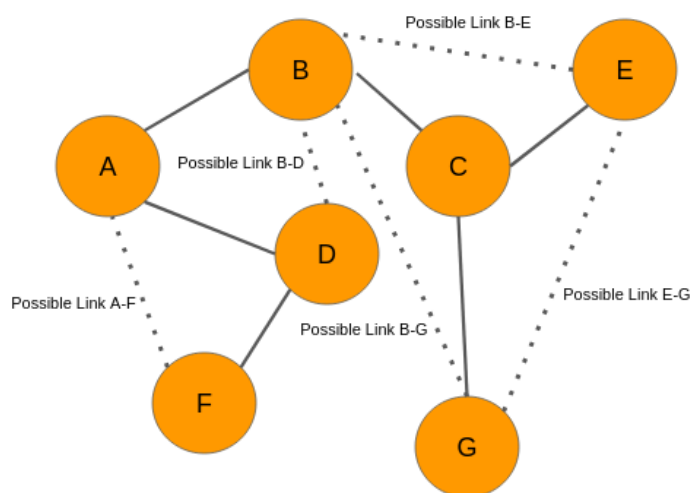 Possible Link B-E
B
E
A
Possible Link B-D
C
D
Possible Link A-F
Possible Link E-G
Possible Link B-G
F
G